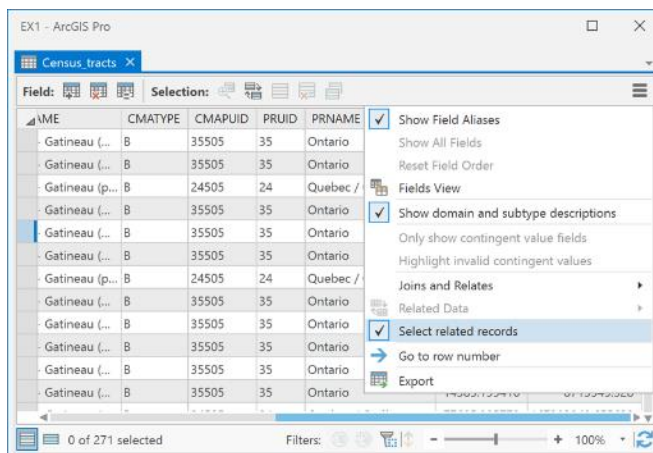 EX1 - ArcGIS Pro
Census_tracts
Field: Selection:
AME CMATYPE CMAPUID PRUID PRNAME
Gatineau (... B 35505 35 Ontario
Gatineau (... B 35505 35 Ontario
Gatineau (p... B 24505 24 Quebec /
Gatineau (... B 35505 35 Ontario
Gatineau (... B 35505 35 Ontario
Gatineau (... B 35505 35 Ontario
Gatineau (p... B 24505 24 Quebec /
Gatineau (... B 35505 35 Ontario
Gatineau (... B 35505 35 Ontario
Gatineau (... B 35505 35 Ontario
Gatineau (... B 35505 35 Ontario
Gatineau (... B 35505 35 Ontario
Show Field Aliases
Show All Fields
Reset Field Order
Fields View
Show domain and subtype descriptions
Only show contingent value fields
Highlight invalid contingent values
Joins and Relates
Related Data
Select related records
Go to row number
Export
0 of 271 selected Filters: - + 100%